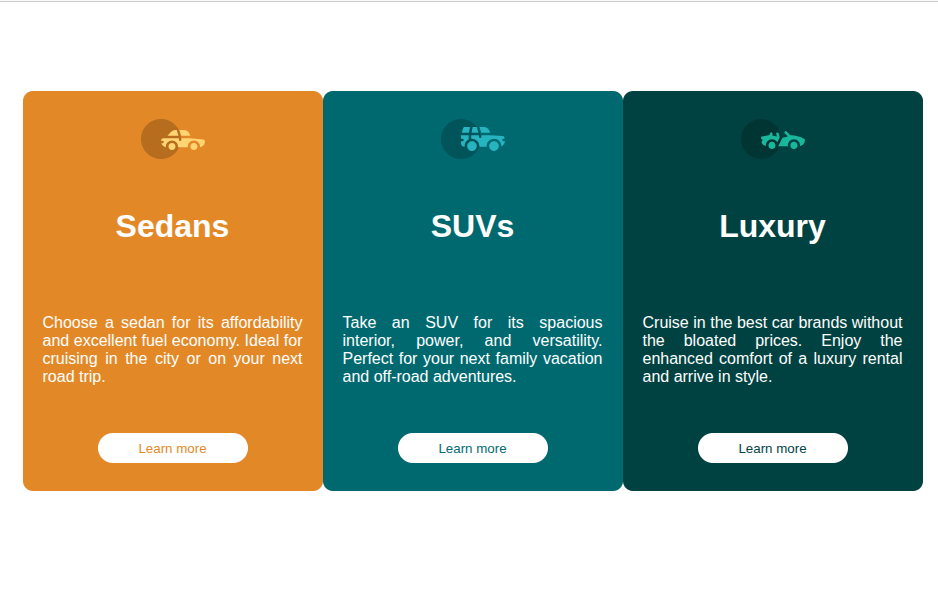 Sedans
Choose a sedan for its affordability
and excellent fuel economy. Ideal for
cruising in the city or on your next
road trip.
Learn more
SUVs
Take an SUV for its spacious
interior, power, and versatility.
Perfect for your next family vacation
and off-road adventures.
Learn more
Luxury
Cruise in the best car brands without
the bloated prices. Enjoy the
enhanced comfort of a luxury rental
and arrive in style.
Learn more